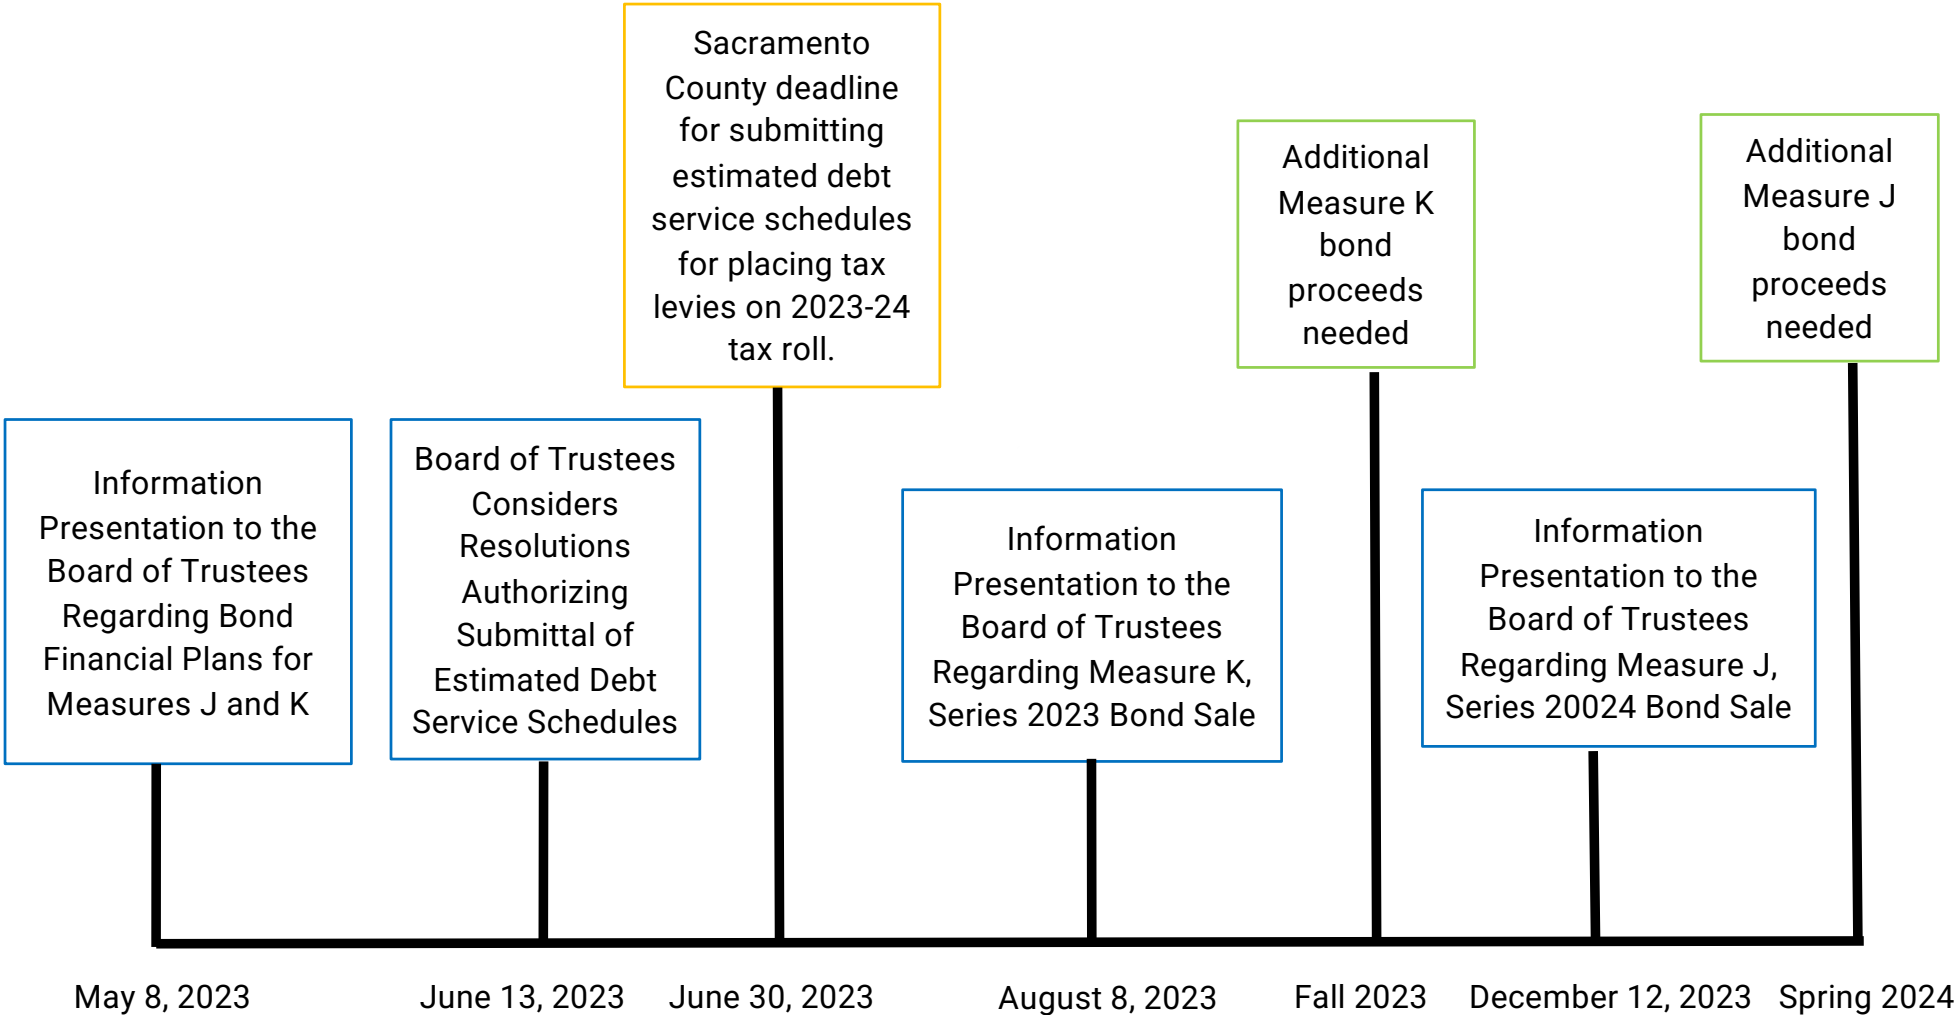 Sacramento
County deadline
for submitting
estimated debt
service schedules
for placing tax
levies on 2023-24
tax roll.
Additional
Measure K
bond
proceeds
needed
Additional
Measure J
bond
proceeds
needed
Information
Presentation to the
Board of Trustees
Regarding Bond
Financial Plans for
Measures J and K
Board of Trustees
Considers
Resolutions
Authorizing
Submittal of
Estimated Debt
Service Schedules
Information
Presentation to the
Board of Trustees
Regarding Measure K,
Series 2023 Bond Sale
Information
Presentation to the
Board of Trustees
Regarding Measure J,
Series 20024 Bond Sale
May 8, 2023
June 13, 2023
June 30, 2023
August 8, 2023
Fall 2023
December 12, 2023
Spring 2024